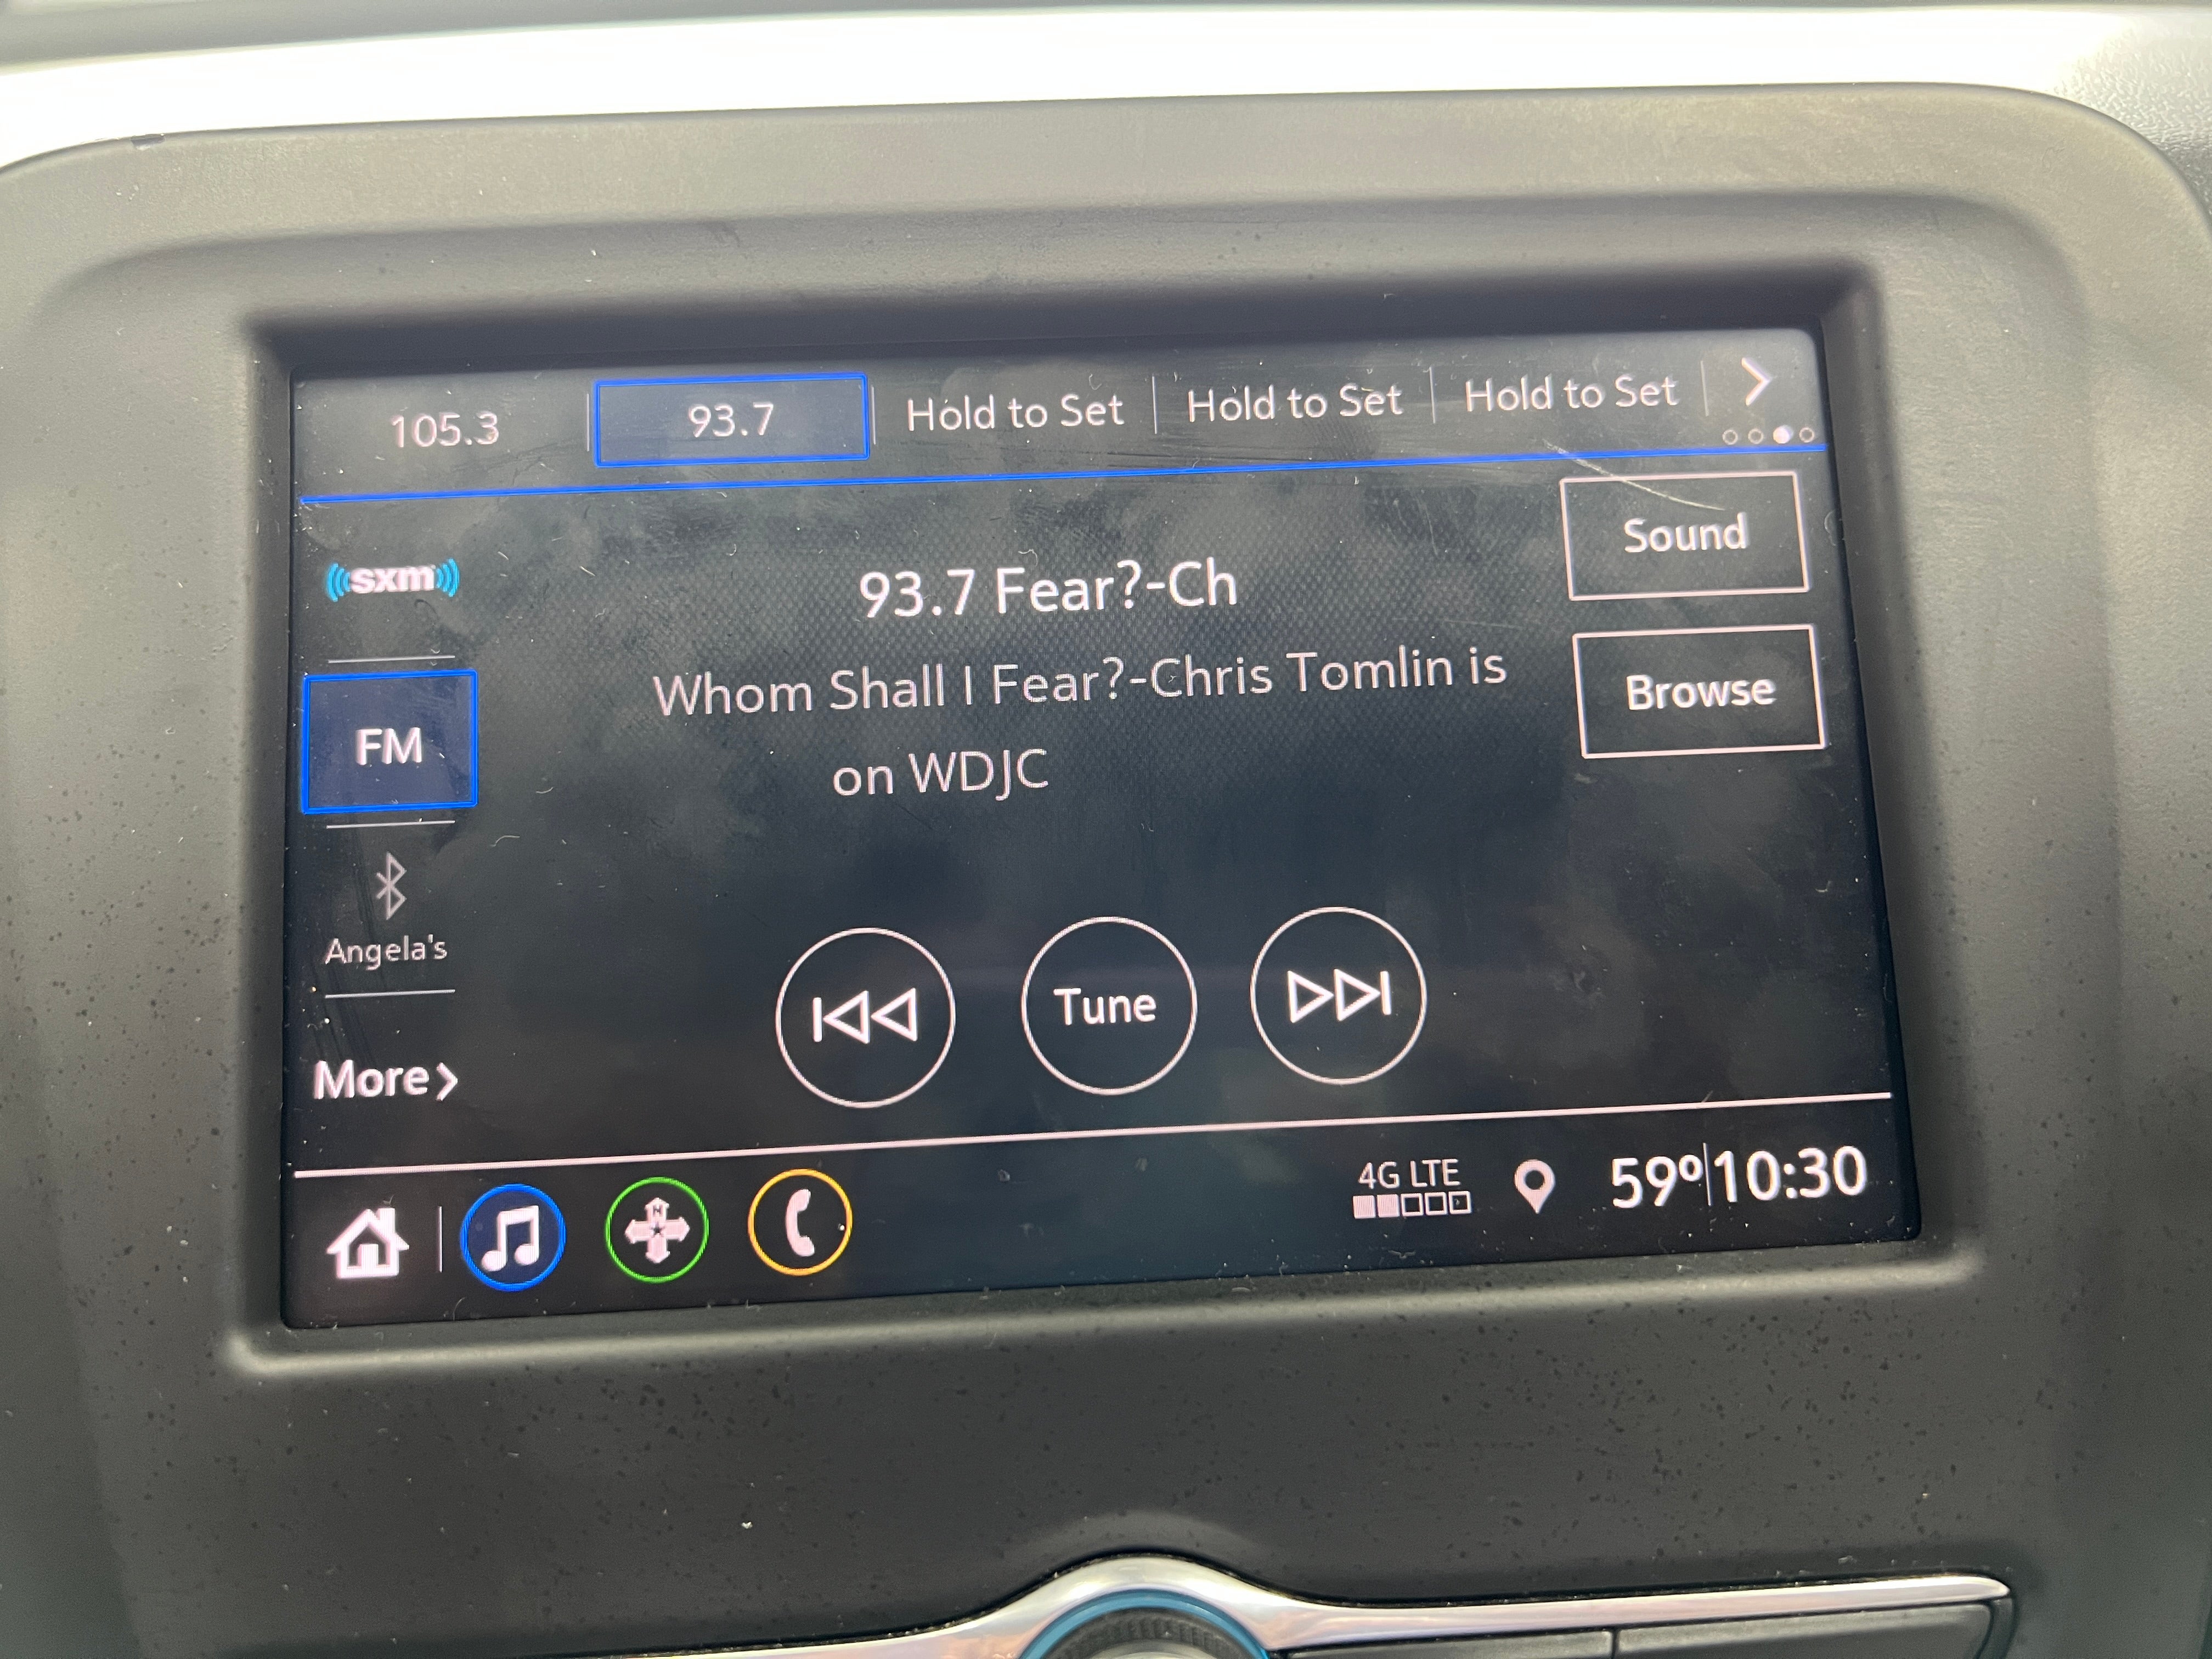 105.3 93.7 Hold to Set Hold to Set Hold to Set
sxm
Sound
93.7 Fear?-Ch
Whom Shall I Fear?-Chris Tomlin is
on WDJC
Browse
FM
Angela's
Tune
More
4G LTE
59° 10:30
N